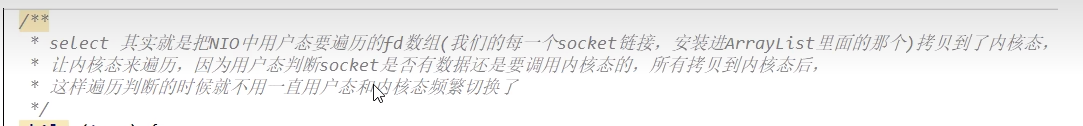 /**
* select 其实就是把NIO中用户态要遍历的fd数组(我们的每一个socket链接，安装进ArrayList里面的那个)拷贝到了内核态，
* 让内核态来遍历，因为用户态判断socket是否有数据还是要调用内核态的，所有拷贝到内核态后，
* 这样遍历判断的时候就不用一直用户态和内核态频繁切换了
*/